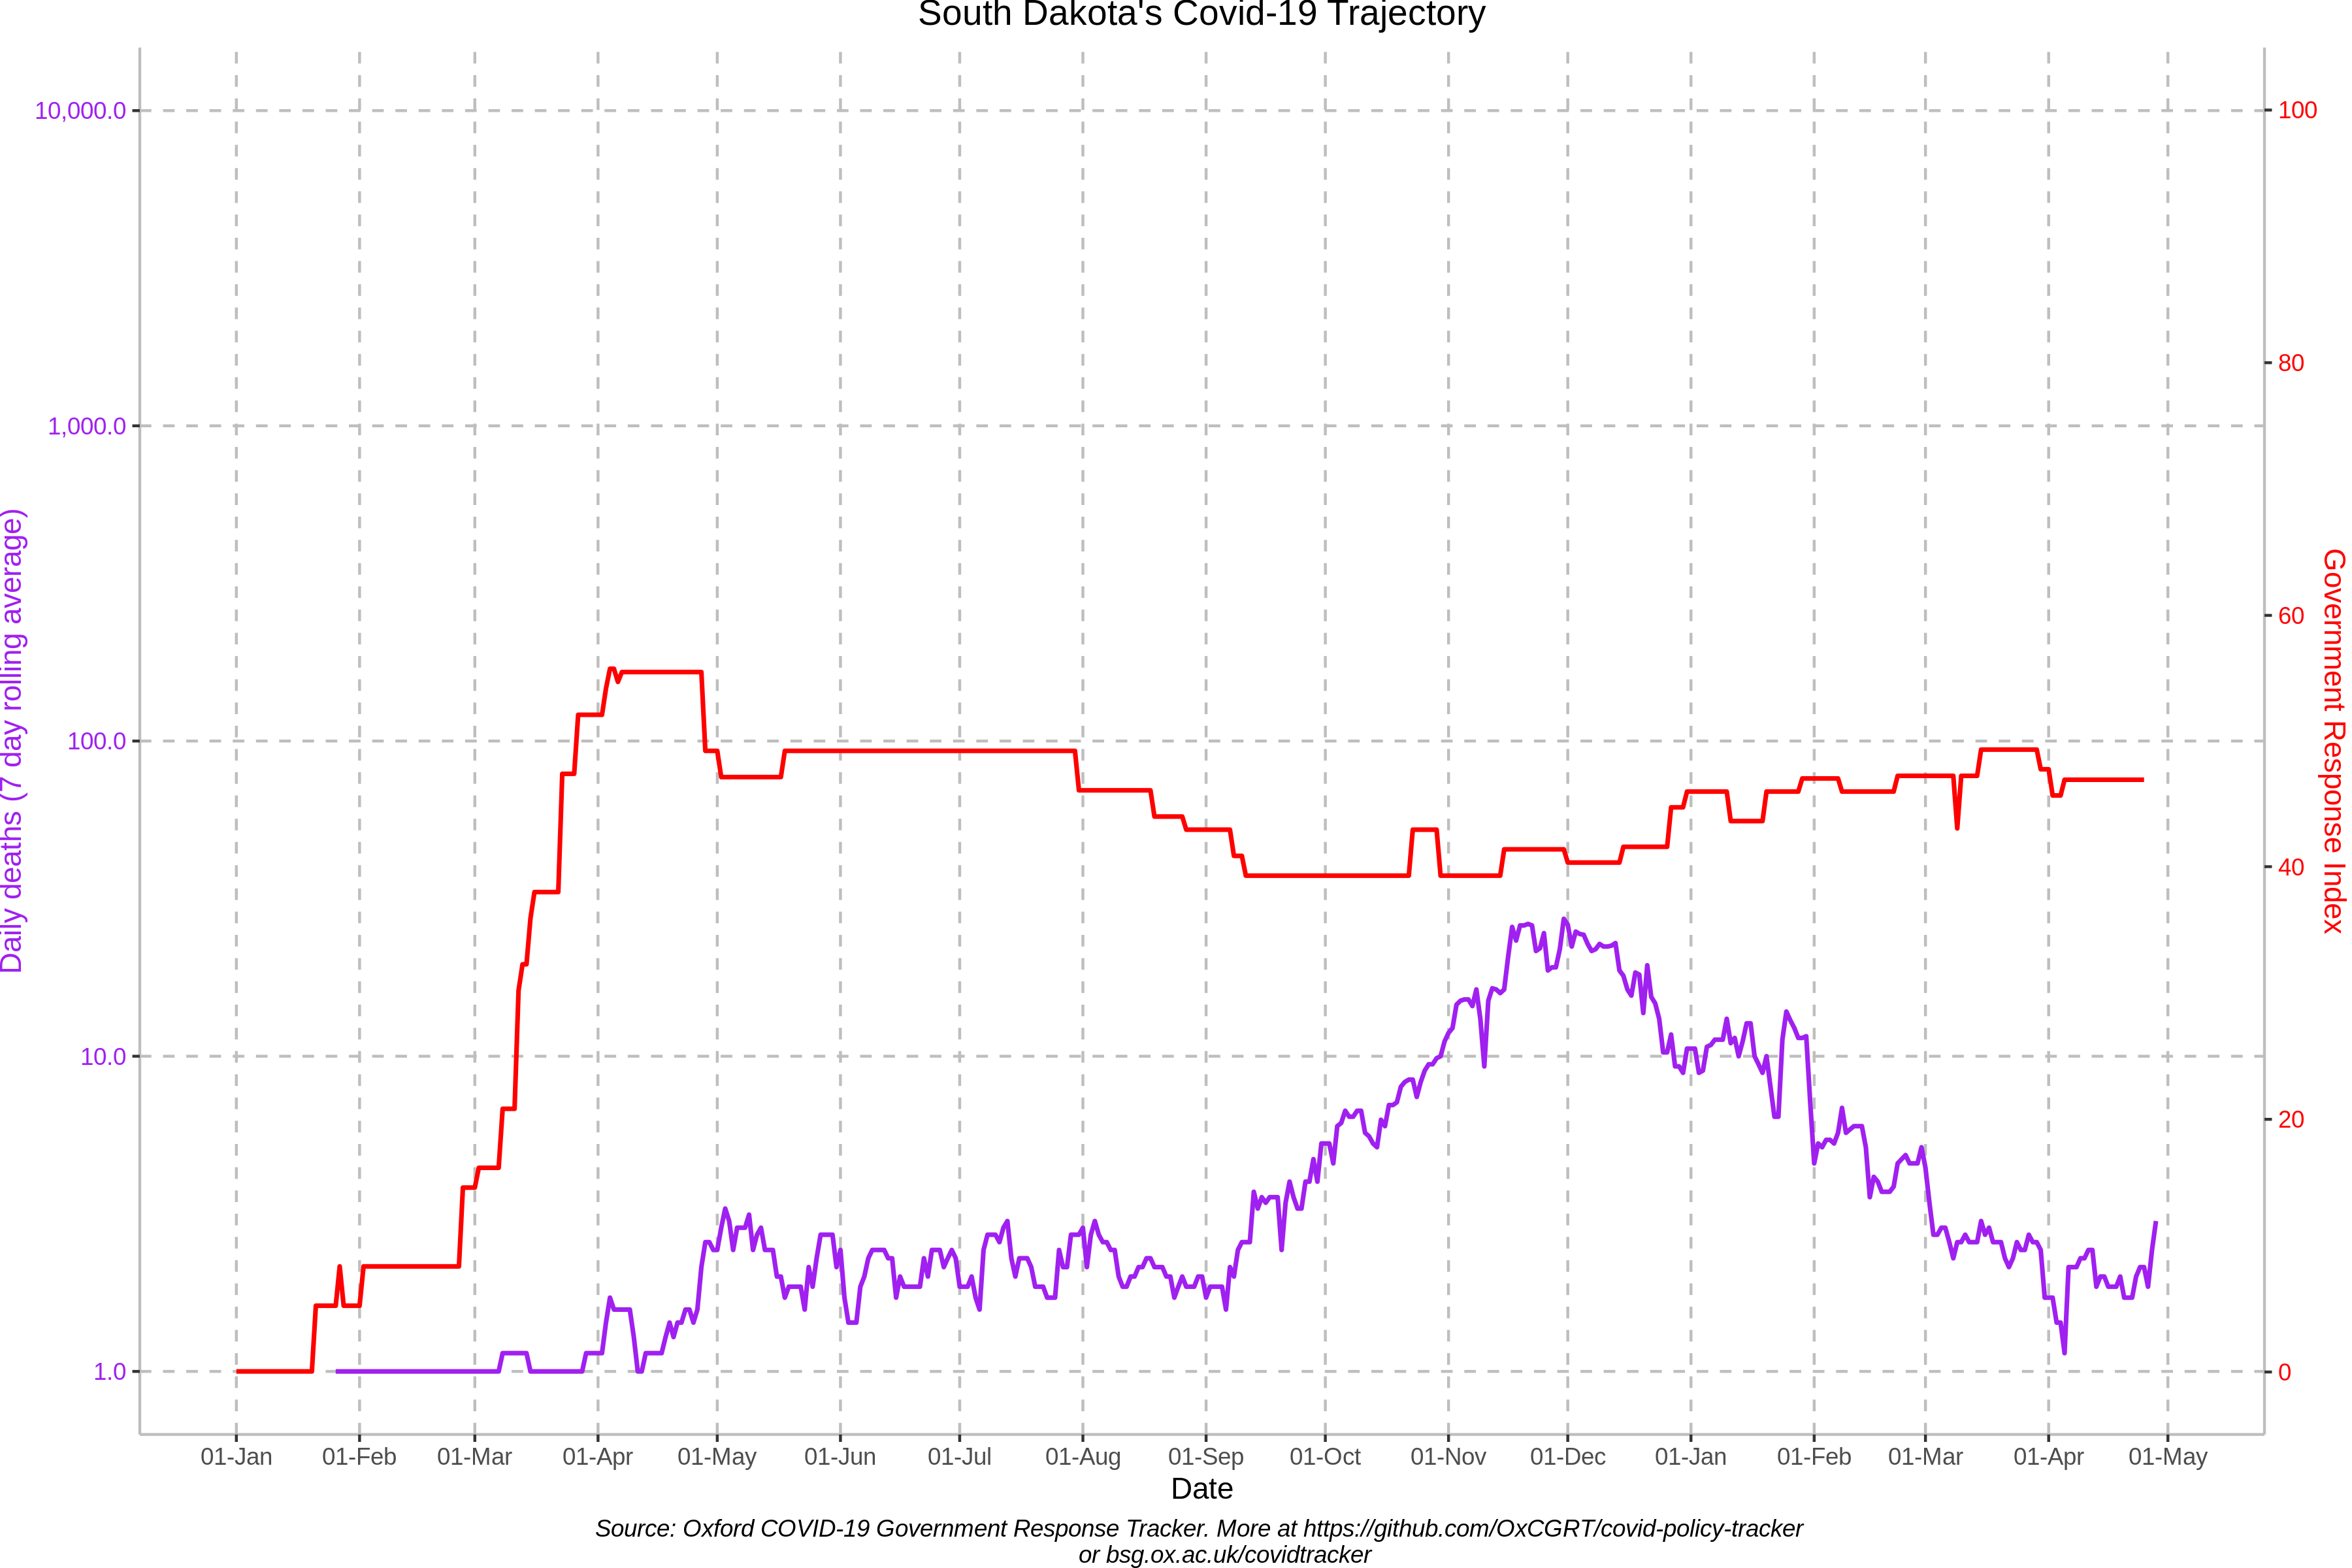 South Dakota's Covid-19 Trajectory
10,000.0
1,000.0
100.0
10.0
1.0
Daily deaths (7 day rolling average)
100
80
60
40
20
0
Government Response Index
01-Jan 01-Feb 01-Mar 01-Apr 01-May 01-Jun 01-Jul 01-Aug 01-Sep 01-Oct 01-Nov 01-Dec 01-Jan 01-Feb 01-Mar 01-Apr 01-May
Date
Source: Oxford COVID-19 Government Response Tracker. More at https://github.com/OxCGRT/covid-policy-tracker
or bsg.ox.ac.uk/covidtracker